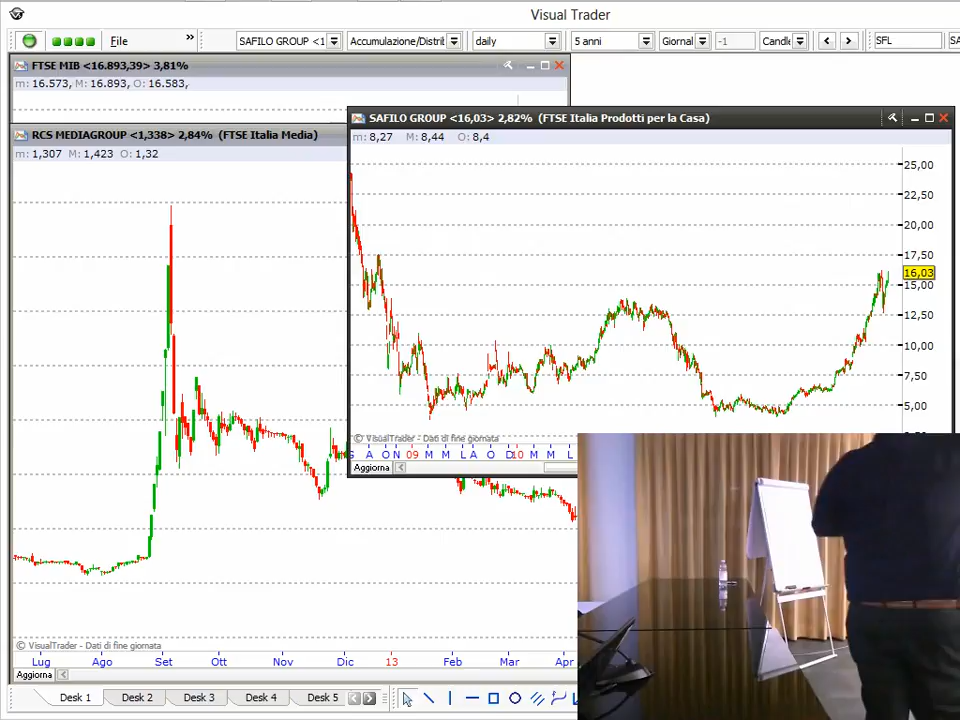 Visual Trader
File » SAFILO GROUP <1 Accumulazione/Distrib daily 5 anni Giornal -1 Candle SFL SA
FTSE MIB <16.893,39> 3,81%
m: 16.573, M: 16.893, O: 16.583,
SAFILO GROUP <16,03> 2,82% (FTSE Italia Prodotti per la Casa)
m: 8,27 M: 8,44 O: 8,4
RCS MEDIAGROUP <1,338> 2,84% (FTSE Italia Media)
m: 1,307 M: 1,423 O: 1,32
25,00
22,50
20,00
17,50
16,03
15,00
12,50
10,00
7,50
5,00
© VisualTrader - Dati di fine giornata
G A O N 09 M M L A O D 10 M M L
Aggiorna
© VisualTrader - Dati di fine giornata
Lug Ago Set Ott Nov Dic 13 Feb Mar Apr
Aggiorna
Desk 1 Desk 2 Desk 3 Desk 4 Desk 5